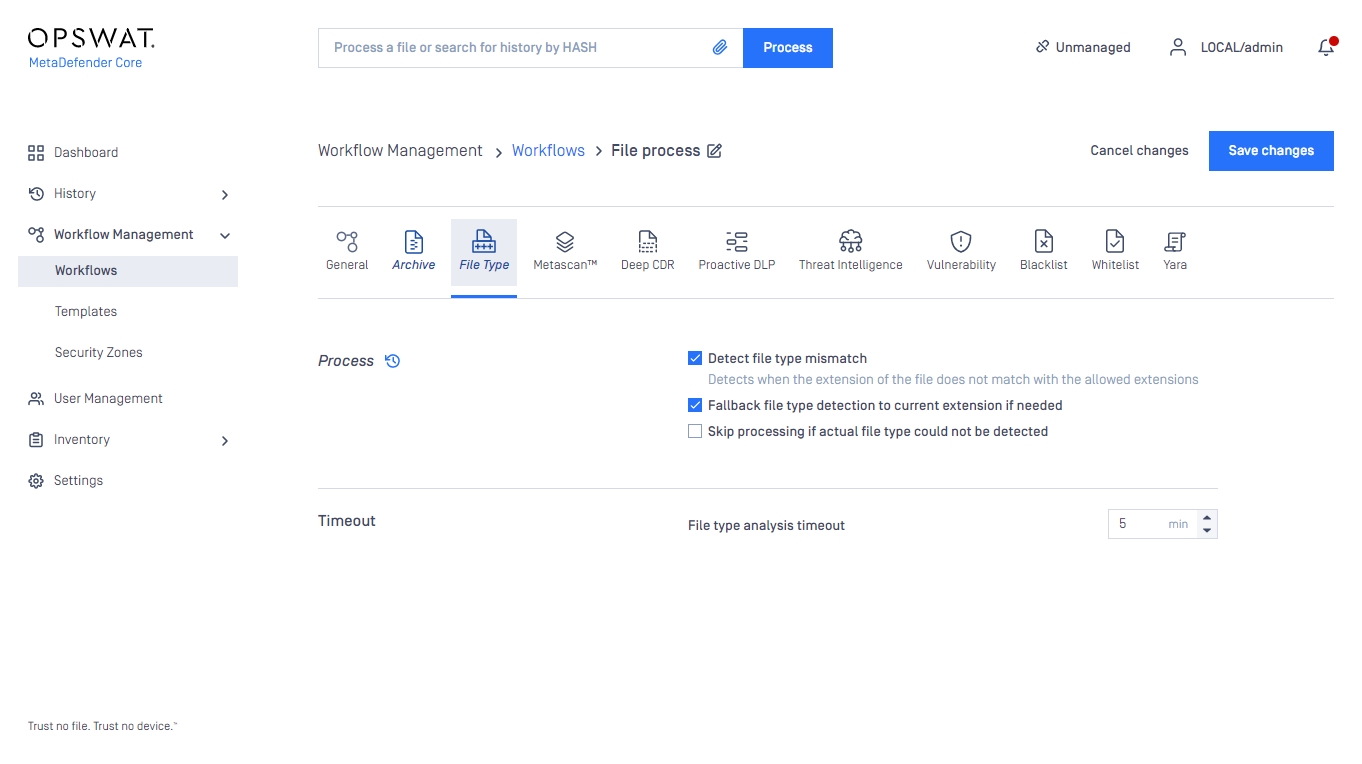 OPSWAT.
MetaDefender Core
Process a file or search for history by HASH
Process
Unmanaged
LOCAL/admin
Dashboard
History
Workflow Management
Workflows
Templates
Security Zones
User Management
Inventory
Settings
Workflow Management > Workflows > File process
Cancel changes
Save changes
General
Archive
File Type
Metascan™
Deep CDR
Proactive DLP
Threat Intelligence
Vulnerability
Blacklist
Whitelist
Yara
Process
Detect file type mismatch
Detects when the extension of the file does not match with the allowed extensions
Fallback file type detection to current extension if needed
Skip processing if actual file type could not be detected
Timeout
File type analysis timeout
5 min
Trust no file. Trust no device.™